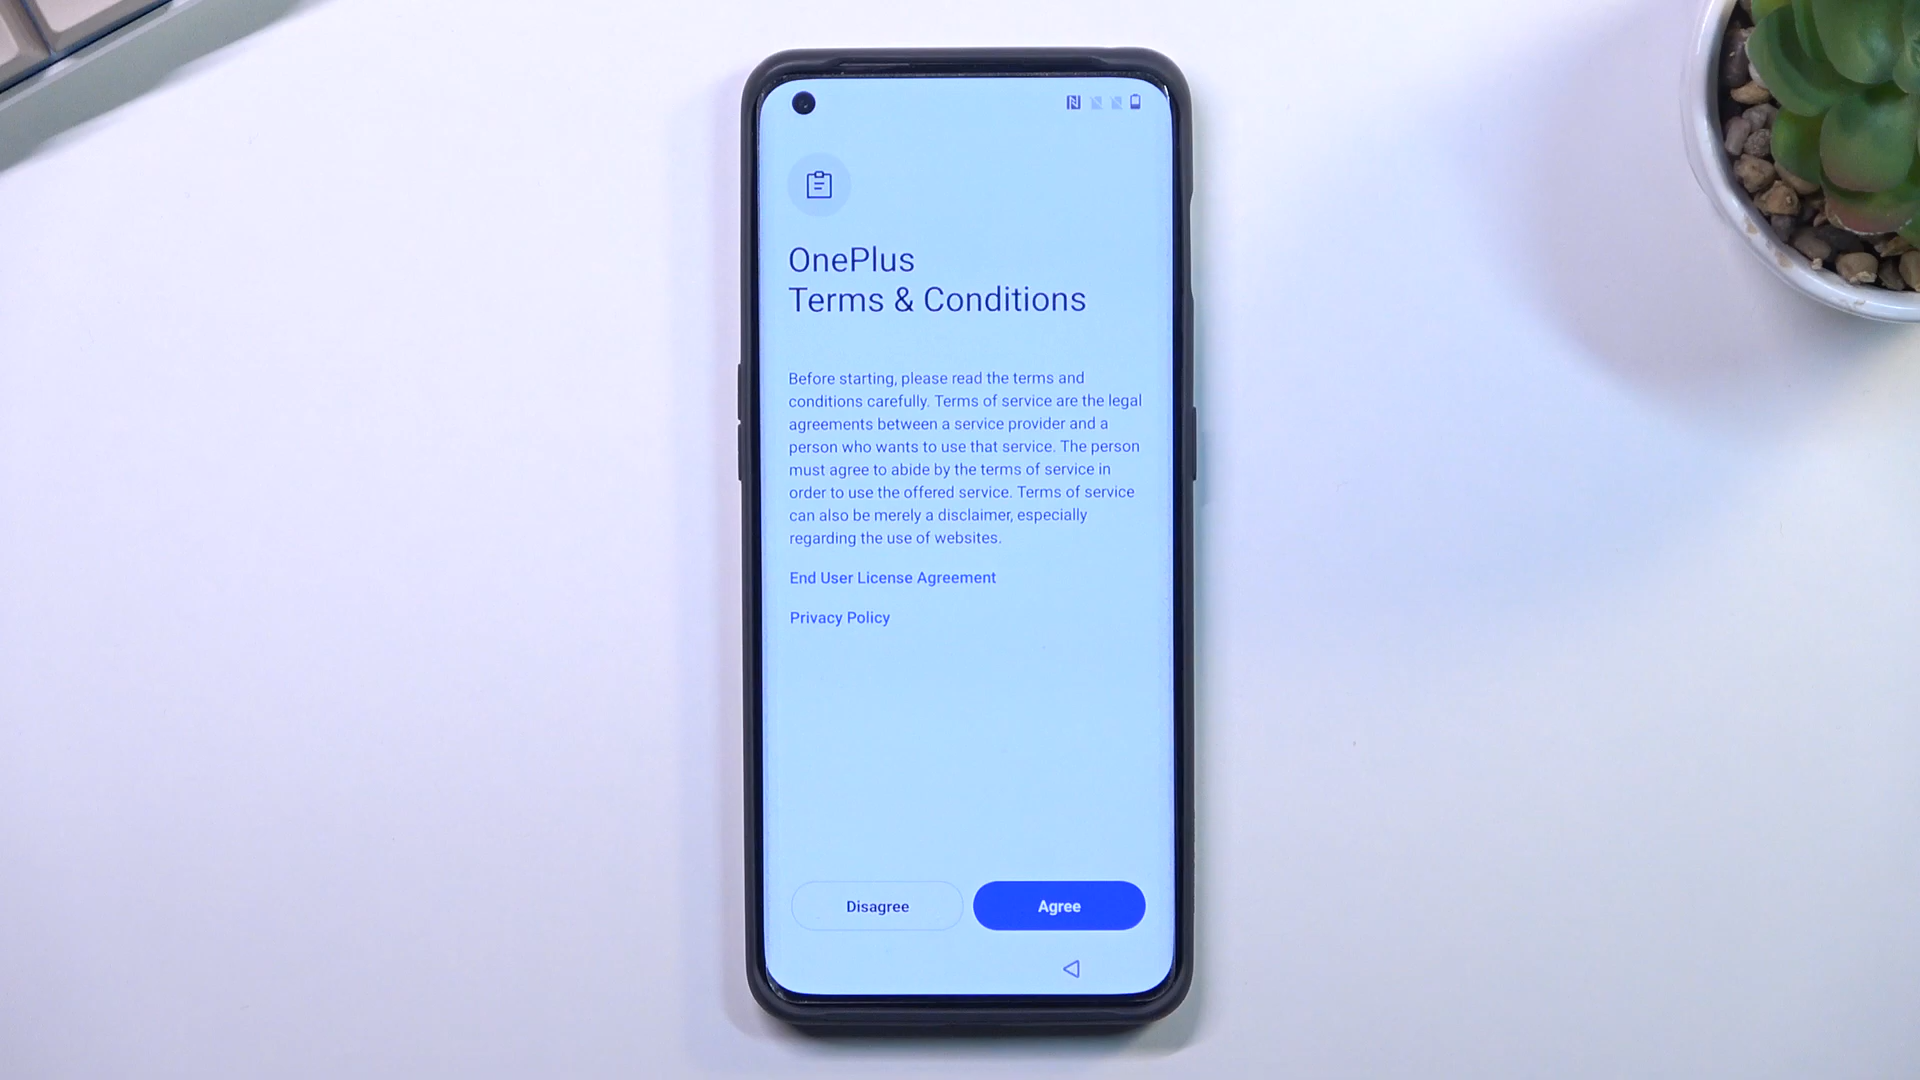 OnePlus
Terms & Conditions
Before starting, please read the terms and
conditions carefully. Terms of service are the legal
agreements between a service provider and a
person who wants to use that service. The person
must agree to abide by the terms of service in
order to use the offered service. Terms of service
can also be merely a disclaimer, especially
regarding the use of websites.
End User License Agreement
Privacy Policy
Disagree
Agree